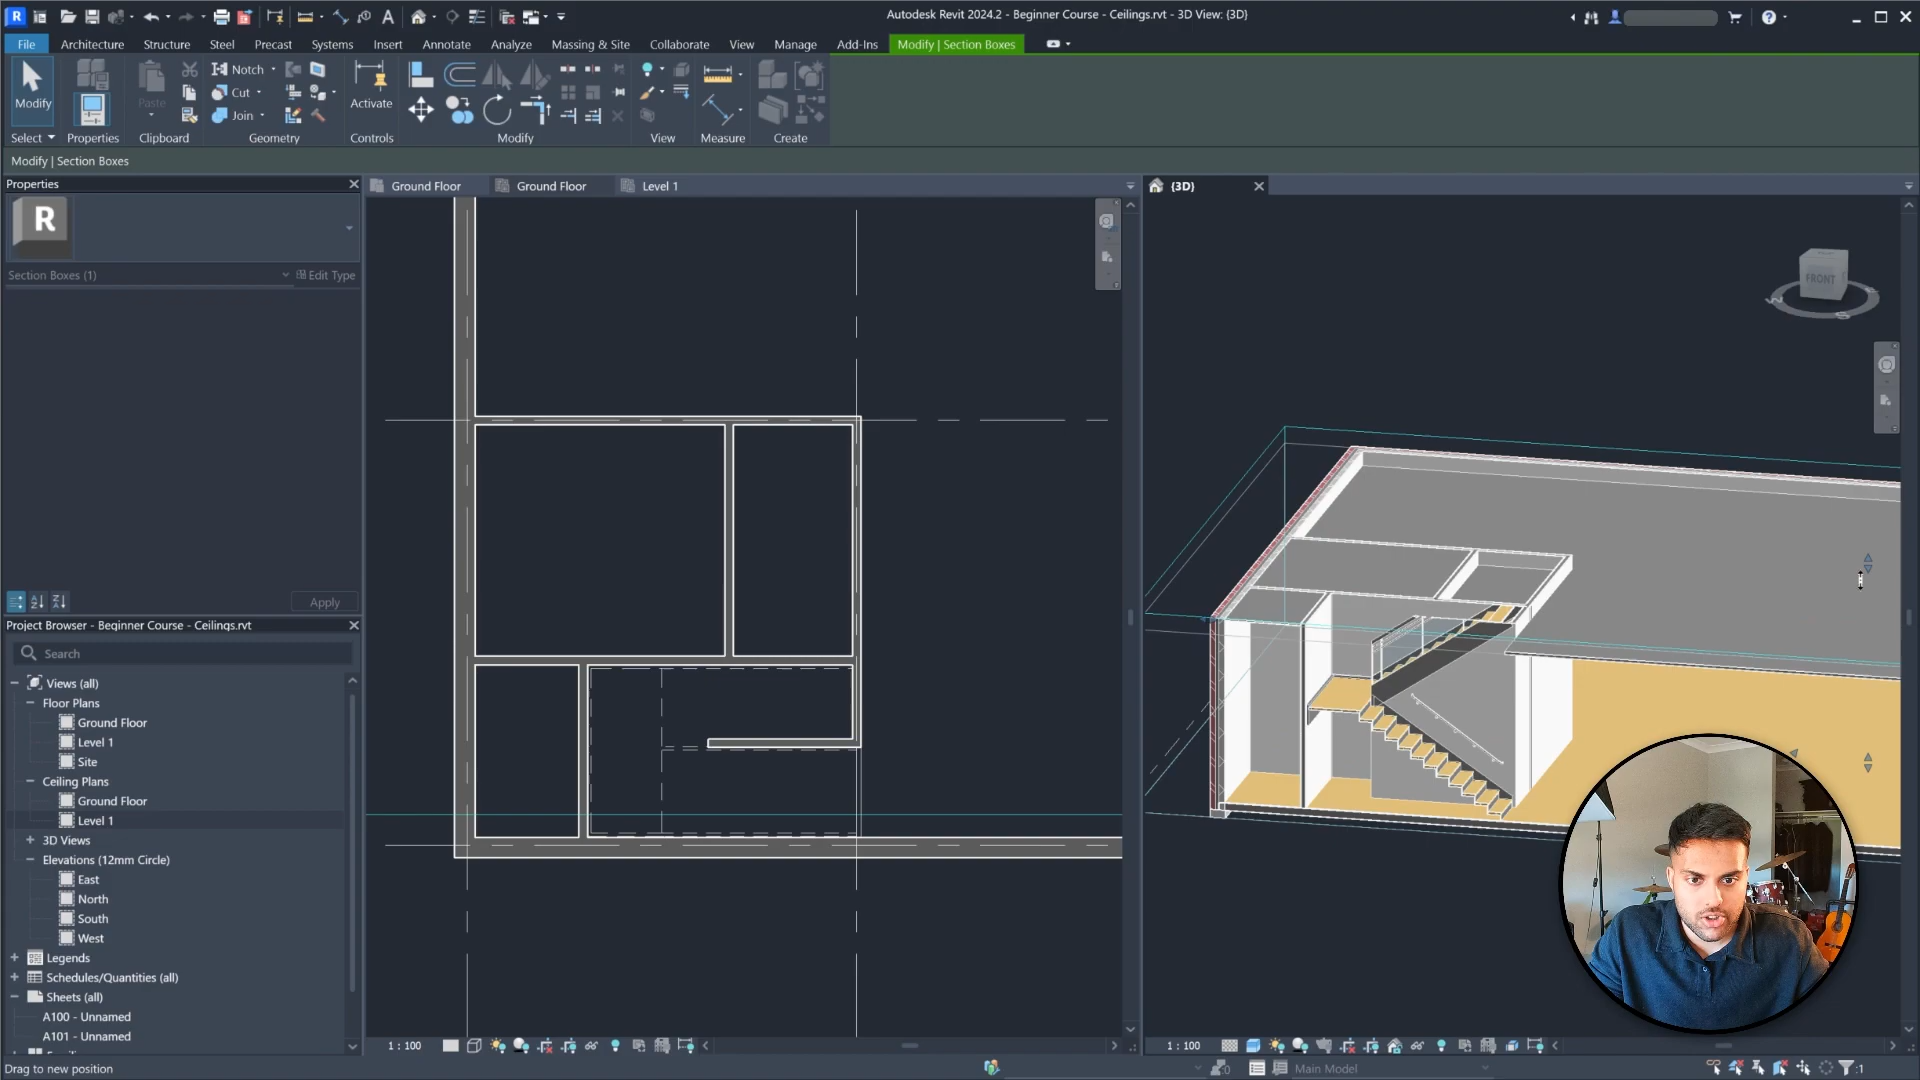 Autodesk Revit 2024.2 - Beginner Course - Ceilings.rvt - 3D View: {3D}
File Architecture Structure Steel Precast Systems Insert Annotate Analyze Massing & Site Collaborate View Manage Add-Ins Modify | Section Boxes
Modify
Paste
Notch
Cut
Join
Activate
Select Properties Clipboard Geometry Controls Modify View Measure Create
Modify | Section Boxes
Properties
R
Section Boxes (1)
Edit Type
Apply
Project Browser - Beginner Course - Ceilings.rvt
Search
Views (all)
Floor Plans
Ground Floor
Level 1
Site
Ceiling Plans
Ground Floor
Level 1
3D Views
Elevations (12mm Circle)
East
North
South
West
Legends
Schedules/Quantities (all)
Sheets (all)
A100 - Unnamed
A101 - Unnamed
Ground Floor
Ground Floor
Level 1
{3D}
FRONT
1 : 100
1 : 100
Drag to new position
Main Model
:1